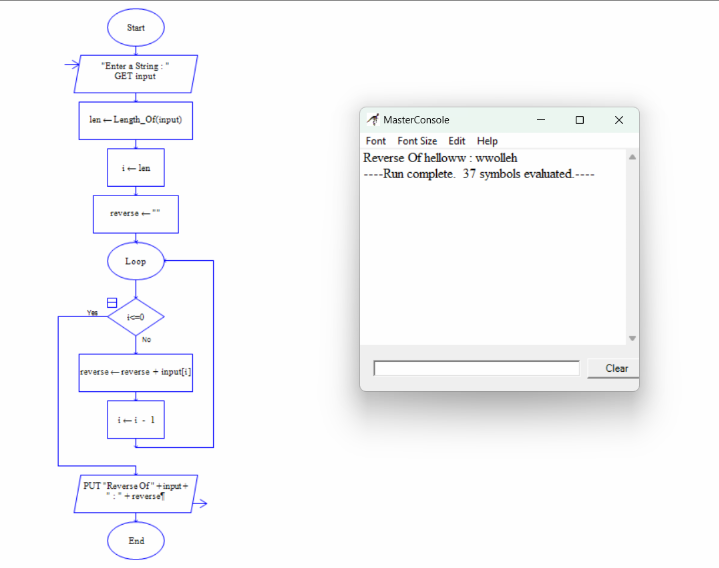 Start
"Enter a String : "
GET input
len ← Length_Of(input)
i ← len
reverse ← ""
Loop
Yes
i<=0
No
reverse ← reverse + input[i]
i ← i - 1
PUT "Reverse Of " +input+
" : " + reverse¶
End
MasterConsole
Font Font Size Edit Help
Reverse Of helloww : wwolleh
----Run complete. 37 symbols evaluated.----
Clear